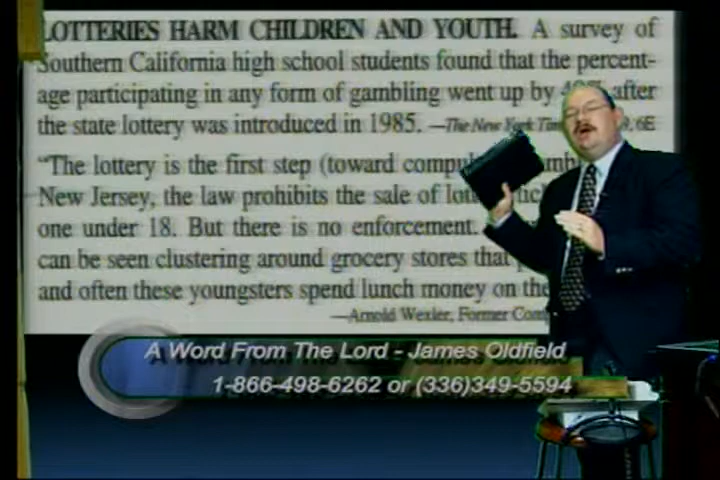 LOTTERIES HARM CHILDREN AND YOUTH. A survey of
Southern California high school students found that the percent-
age participating in any form of gambling went up by after
the state lottery was introduced in 1985. —The New York 6E
"The lottery is the first step (toward
New Jersey, the law prohibits the sale of
one under 18. But there is no enforcement.
can be seen clustering around grocery stores that
and often these youngsters spend lunch money on the
—Arnold Wexler, Former
A Word From The Lord - James Oldfield
1-866-498-6262 or (336)349-5594